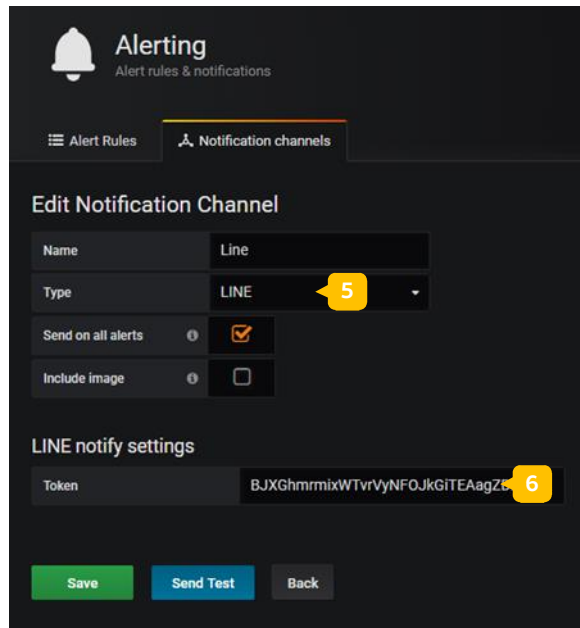 Alerting
Alert rules & notifications
Alert Rules
Notification channels
Edit Notification Channel
Name Line
Type LINE 5
Send on all alerts
Include image
LINE notify settings
Token 6
Save Send Test Back